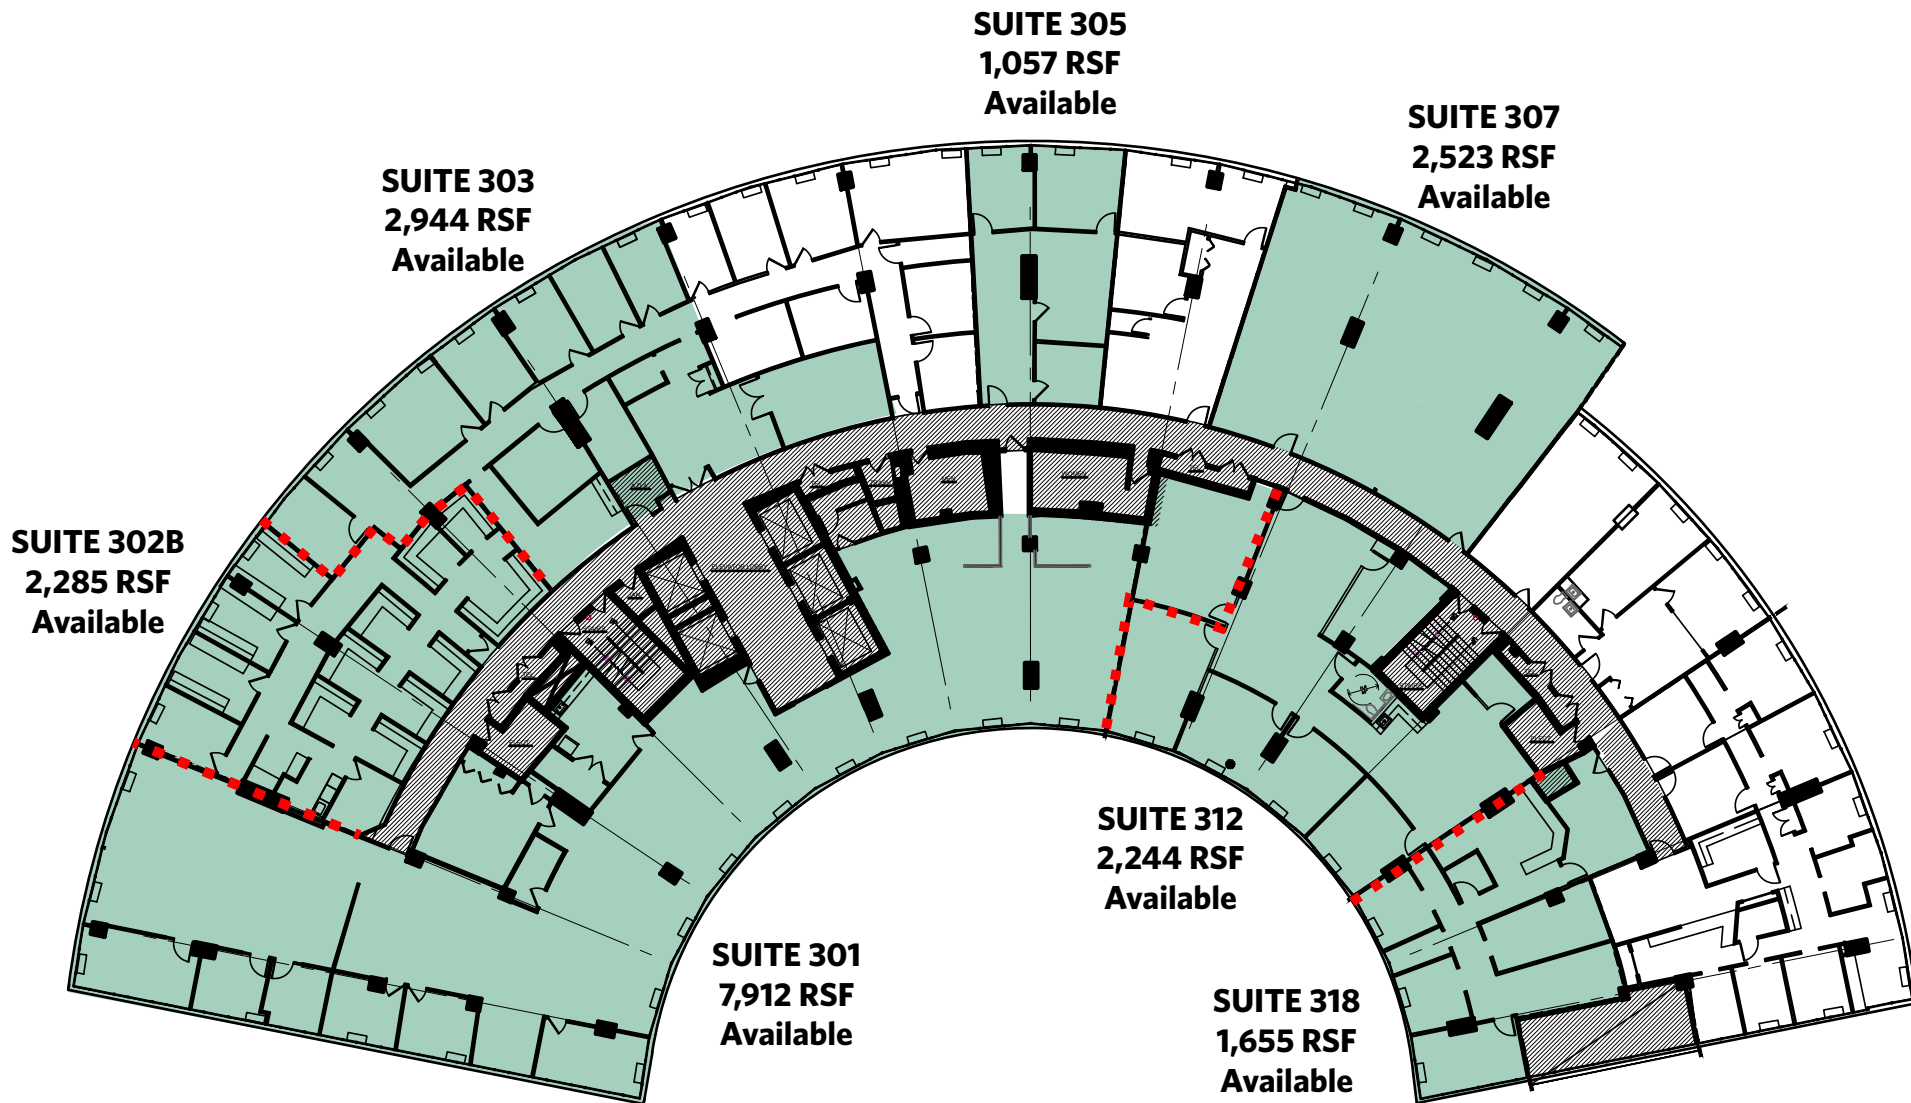 SUITE 305
1,057 RSF
Available
SUITE 307
2,523 RSF
Available
SUITE 303
2,944 RSF
Available
SUITE 302B
2,285 RSF
Available
SUITE 312
2,244 RSF
Available
SUITE 301
7,912 RSF
Available
SUITE 318
1,655 RSF
Available